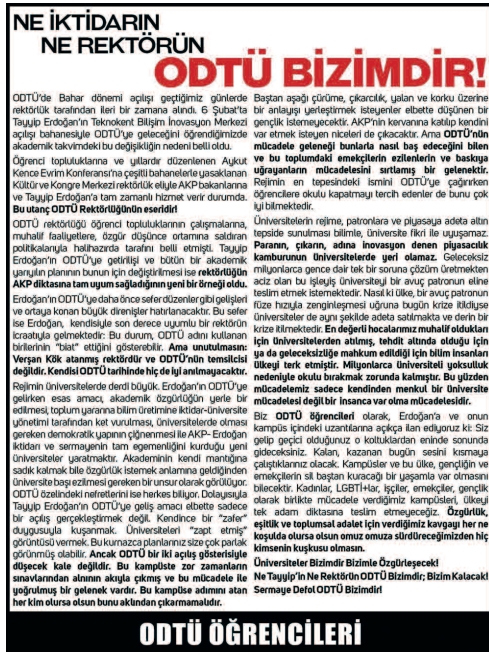 NE İKTİDARIN
NE REKTÖRÜN
ODTÜ BİZİMDİR!
ODTÜ'de Bahar dönemi açılışı geçtiğimiz günlerde
rektörlük tarafından ileri bir zamana alındı. 6 Şubat'ta
Tayyip Erdoğan'ın Teknokent Bilişim İnovasyon Merkezi
açılışı bahanesiyle ODTÜ'ye geleceğini öğrendiğimizde
akademik takvimdeki bu değişikliğin nedeni belli oldu.
Öğrenci topluluklarına ve yıllardır düzenlenen Aykut
Kence Evrim Konferansı'na çeşitli bahanelerle yasaklanan
Kültür ve Kongre Merkezi rektörlük eliyle AKP bakanlarına
ve Tayyip Erdoğan'a tam zamanlı hizmet verir durumda.
Bu utanç ODTÜ Rektörlüğünün eseridir!
ODTÜ rektörlüğü öğrenci topluluklarının çalışmalarına,
muhalif faaliyetlere, özgür düşünce ortamına saldıran
politikalarıyla halihazırda tarafını belli etmişti. Tayyip
Erdoğan'ın ODTÜ'ye getirilişi ve bütün bir akademik
yarıyılın planının bunun için değiştirilmesi ise rektörlüğün
AKP diktasına tam uyum sağladığının yeni bir örneği oldu.
Erdoğan'ın ODTÜ'ye daha önce sefer düzenler gibi gelişleri
ve ortaya konan büyük direnişler hatırlanacaktır. Bu sefer
ise Erdoğan, kendisiyle son derece uyumlu bir rektörün
icraatıyla gelmektedir: Bu durum, ODTÜ adını kullanan
birilerinin "biat" ettiğini gösterebilir. Ama unutulmasın:
Verşan Kök atanmış rektördür ve ODTÜ'nün temsilcisi
değildir. Kendisi ODTÜ tarihinde hiç de iyi anılmayacaktır.
Rejimin üniversitelerde derdi büyük. Erdoğan'ın ODTÜ'ye
gelirken esas amacı, akademik özgürlüğün yerle bir
edilmesi, toplum yararına bilim üretimine iktidar-üniversite
yönetimi tarafından ket vurulması, üniversitelerde olması
gereken demokratik yapının çiğnenmesi ile AKP- Erdoğan
iktidarı ve sermayenin tam egemenliğini kurduğu yeni
üniversiteler yaratmaktır. Akademinin kendi mantığına
sadık kalmak bile özgürlük istemek anlamına geldiğinden
üniversite başı ezilmesi gereken bir unsur olarak görülüyor.
ODTÜ özelindeki nefretlerini ise herkes biliyor. Dolayısıyla
Tayyip Erdoğan'ın ODTÜ'ye geliş amacı elbette sadece
bir açılış gerçekleştirmek değil. Kendince bir "zafer"
duygusuyla kuşanmak. Üniversiteleri "zapt etmiş"
görüntüsü vermek. Bu kurnazca planlarınız size çok parlak
görünmüş olabilir. Ancak ODTÜ bir iki açılış gösterisiyle
düşecek kale değildir. Bu kampüste zor zamanların
sınavlarından alnının akıyla çıkmış ve bu mücadele ile
yoğrulmuş bir gelenek vardır. Bu kampüse adımını atan
her kim olursa olsun bunu aklından çıkarmamalıdır.
Baştan aşağı çürüme, çıkarcılık, yalan ve korku üzerine
bir anlayışı yerleştirmek isteyenler elbette düşünen bir
gençlik istemeyecektir. AKP'nin kervanına katılıp kendini
var etmek isteyen niceleri de çıkacaktır. Ama ODTÜ'nün
mücadele geleneği bunlarla nasıl baş edeceğini bilen
ve bu toplumdaki emekçilerin ezilenlerin ve baskıya
uğrayanların mücadelesini sırtlamış bir gelenektir.
Rejimin en tepesindeki ismini ODTÜ'ye çağırırken
öğrencilere okulu kapatmayı tercih edenler de bunu çok
iyi bilmektedir.
Üniversitelerin rejime, patronlara ve piyasaya adeta altın
tepside sunulması bilimle, üniversite fikri ile uyuşamaz.
Paranın, çıkarın, adına inovasyon denen piyasacılık
kamburunun üniversitelerde yeri olamaz. Geleceksiz
milyonlarca gence dair tek bir soruna çözüm üretmekten
aciz olan bu işleyiş üniversiteyi bir avuç patronun eline
teslim etmek istemektedir. Nasıl ki ülke, bir avuç patronun
füze hızıyla zenginleşmesi uğruna bugün krize itildiyse
üniversiteler de aynı şekilde adeta satılmakta ve derin bir
krize itilmektedir. En değerli hocalarımız muhalif oldukları
için üniversitelerden atılmış, tehdit altında olduğu için
ya da geleceksizliğe mahkum edildiği için bilim insanları
ülkeyi terk etmiştir. Milyonlarca üniversiteli yoksulluk
nedeniyle okulu bırakmak zorunda kalmıştır. Bu yüzden
mücadelemiz sadece kendinden menkul bir üniversite
mücadelesi değil bir insanca var olma mücadelesidir.
Biz ODTÜ öğrencileri olarak, Erdoğan'a ve onun
kampüs içindeki uzantılarına açıkça ilan ediyoruz ki: Siz
gelip geçici olduğunuz o koltuklardan eninde sonunda
gideceksiniz. Kalan, kazanan bugün sesini kısmaya
çalıştıklarınız olacak. Kampüsler ve bu ülke, gençliğin ve
emekçilerin sil baştan kuracağı bir yaşamla var olmasını
bilecektir. Kadınlar, LGBTİ+lar, işçiler, emekçiler, gençlik
olarak birlikte mücadele verdiğimiz kampüsleri, ülkeyi
tek adam diktasına teslim etmeyeceğiz. Özgürlük,
eşitlik ve toplumsal adalet için verdiğimiz kavgayı her ne
koşulda olursa olsun omuz omuza sürdüreceğimizden hiç
kimsenin kuşkusu olmasın.
Üniversiteler Bizimdir Bizimle Özgürleşecek!
Ne Tayyip'in Ne Rektörün ODTÜ Bizimdir; Bizim Kalacak!
Sermaye Defol ODTÜ Bizimdir!
ODTÜ ÖĞRENCİLERİ